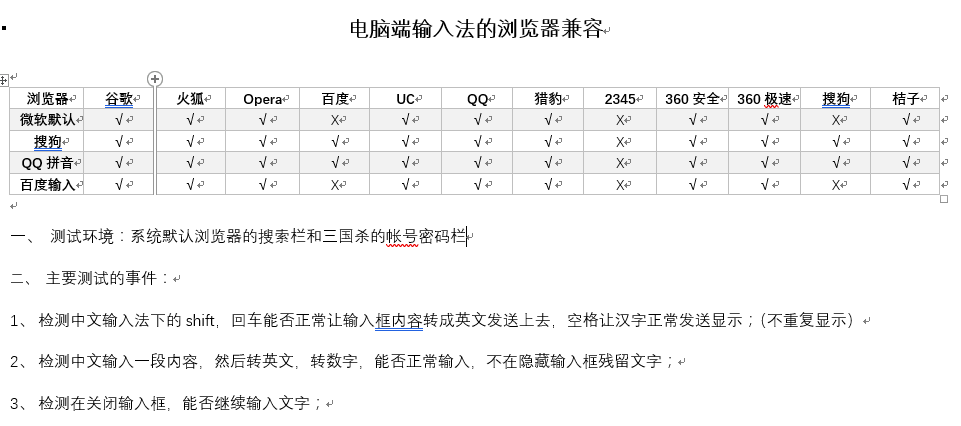 电脑端输入法的浏览器兼容
浏览器 谷歌 火狐 Opera 百度 UC QQ 猎豹 2345 360 安全 360 极速 搜狗 桔子
微软默认 √ √ √ X √ √ √ X √ √ X √
搜狗 √ √ √ √ √ √ √ X √ √ √ √
QQ 拼音 √ √ √ √ √ √ √ X √ √ √ √
百度输入 √ √ √ X √ √ √ X √ √ X √
一、 测试环境：系统默认浏览器的搜索栏和三国杀的帐号密码栏
二、 主要测试的事件：
1、 检测中文输入法下的 shift，回车能否正常让输入框内容转成英文发送上去，空格让汉字正常发送显示；（不重复显示）
2、 检测中文输入一段内容，然后转英文，转数字，能否正常输入，不在隐藏输入框残留文字；
3、 检测在关闭输入框，能否继续输入文字；